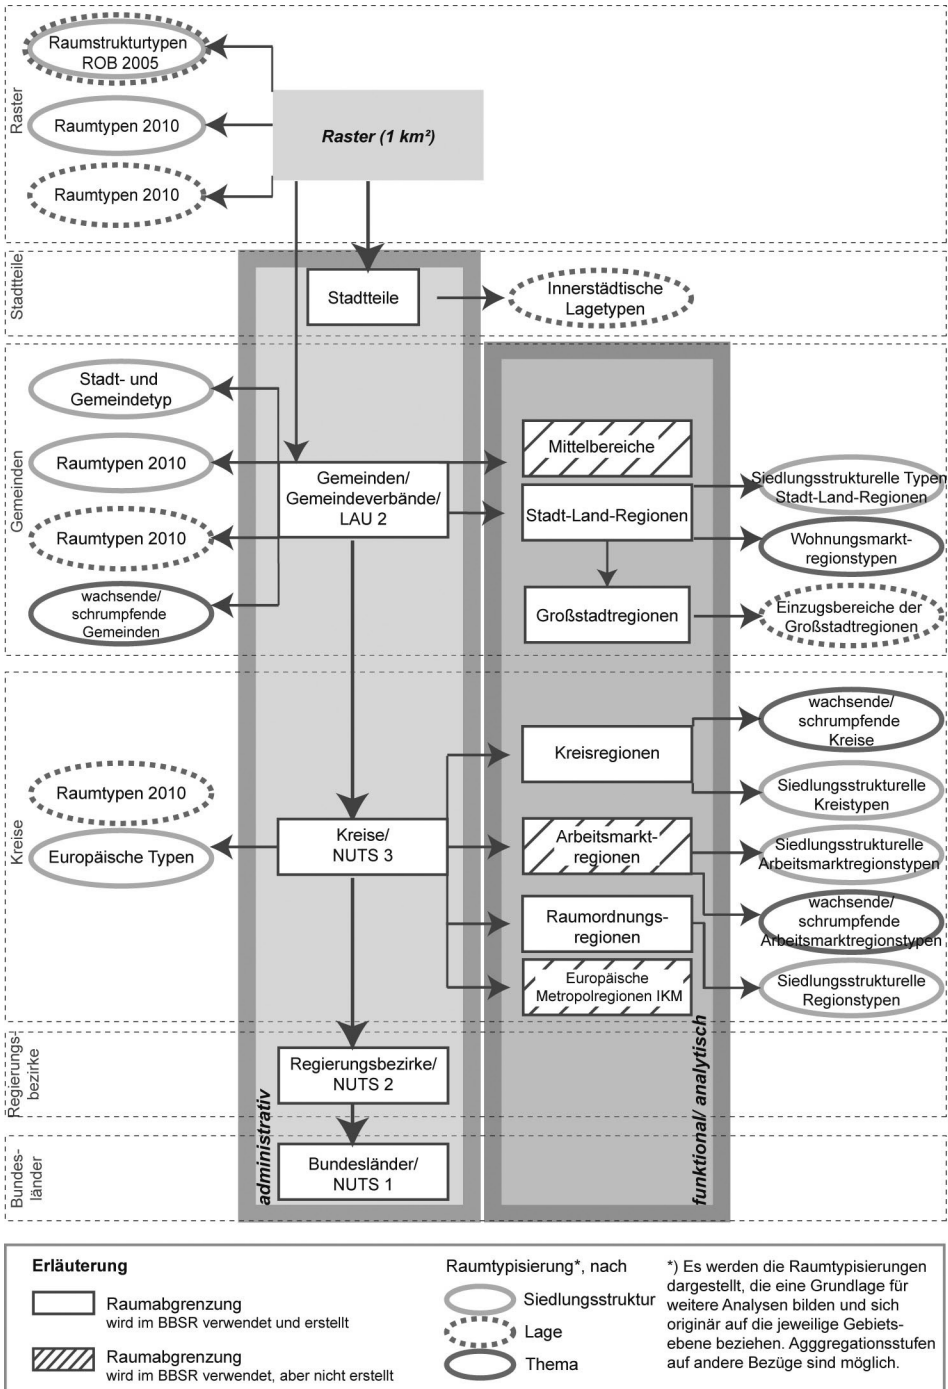 Raster
Raumstrukturtypen
ROB 2005
Raumtypen 2010
Raumtypen 2010
Raster (1 km²)
Stadtteile
Stadtteile
Innerstädtische
Lagetypen
Gemeinden
Stadt- und
Gemeindetyp
Raumtypen 2010
Raumtypen 2010
wachsende/
schrumpfende
Gemeinden
Gemeinden/
Gemeindeverbände/
LAU 2
Mittelbereiche
Stadt-Land-Regionen
Großstadtregionen
Siedlungsstrukturelle Typen
Stadt-Land-Regionen
Wohnungsmarkt-
regionstypen
Einzugsbereiche der
Großstadtregionen
Kreise
Raumtypen 2010
Europäische Typen
Kreise/
NUTS 3
Kreisregionen
Arbeitsmarkt-
regionen
Raumordnungs-
regionen
Europäische
Metropolregionen IKM
wachsende/
schrumpfende
Kreise
Siedlungsstrukturelle
Kreistypen
Siedlungsstrukturelle
Arbeitsmarktregionstypen
wachsende/
schrumpfende
Arbeitsmarktregionstypen
Siedlungsstrukturelle
Regionstypen
Regierungs-
bezirke
Regierungsbezirke/
NUTS 2
Bundes-
länder
Bundesländer/
NUTS 1
administrativ
funktional/ analytisch
Erläuterung
Raumabgrenzung
wird im BBSR verwendet und erstellt
Raumabgrenzung
wird im BBSR verwendet, aber nicht erstellt
Raumtypisierung*, nach
Siedlungsstruktur
Lage
Thema
*) Es werden die Raumtypisierungen
dargestellt, die eine Grundlage für
weitere Analysen bilden und sich
originär auf die jeweilige Gebiets-
ebene beziehen. Agggregationsstufen
auf andere Bezüge sind möglich.